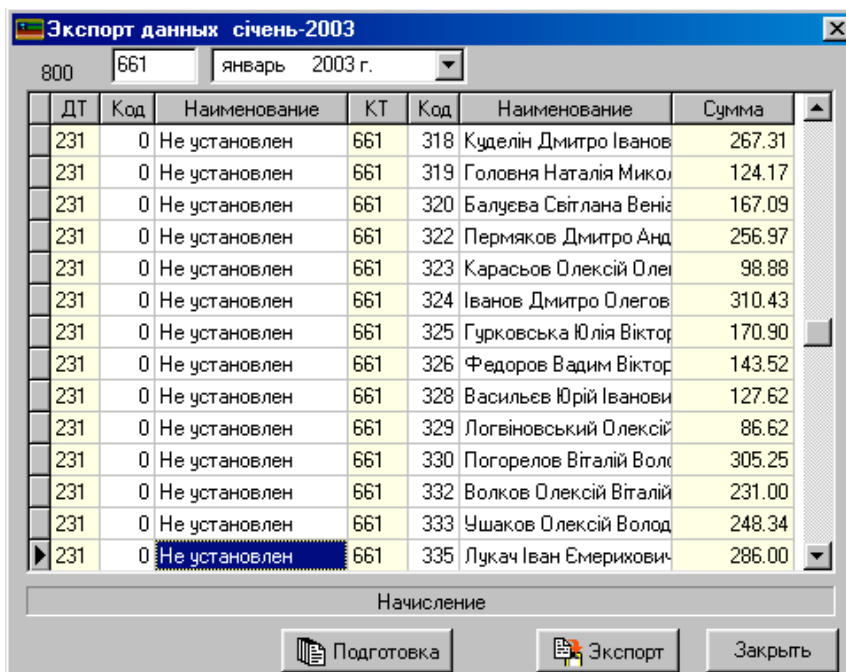 Экспорт данных січень-2003
800 661 январь 2003 г.
ДТ Код Наименование КТ Код Наименование Сумма
231 0 Не установлен 661 318 Куделін Дмитро Іванов 267.31
231 0 Не установлен 661 319 Головня Наталія Микол 124.17
231 0 Не установлен 661 320 Балуєва Світлана Веніа 167.09
231 0 Не установлен 661 322 Пермяков Дмитро Анд 256.97
231 0 Не установлен 661 323 Карасьов Олексій Олек 98.88
231 0 Не установлен 661 324 Іванов Дмитро Олегов 310.43
231 0 Не установлен 661 325 Гурковська Юлія Віктор 170.90
231 0 Не установлен 661 326 Федоров Вадим Віктор 143.52
231 0 Не установлен 661 328 Васильєв Юрій Іванови 127.62
231 0 Не установлен 661 329 Логвіновський Олексій 86.62
231 0 Не установлен 661 330 Погорелов Віталій Воло 305.25
231 0 Не установлен 661 332 Волков Олексій Віталій 231.00
231 0 Не установлен 661 333 Ушаков Олексій Волод 248.34
231 0 Не установлен 661 335 Лукач Іван Ємерихович 286.00
Начисление
Подготовка Экспорт Закрыть